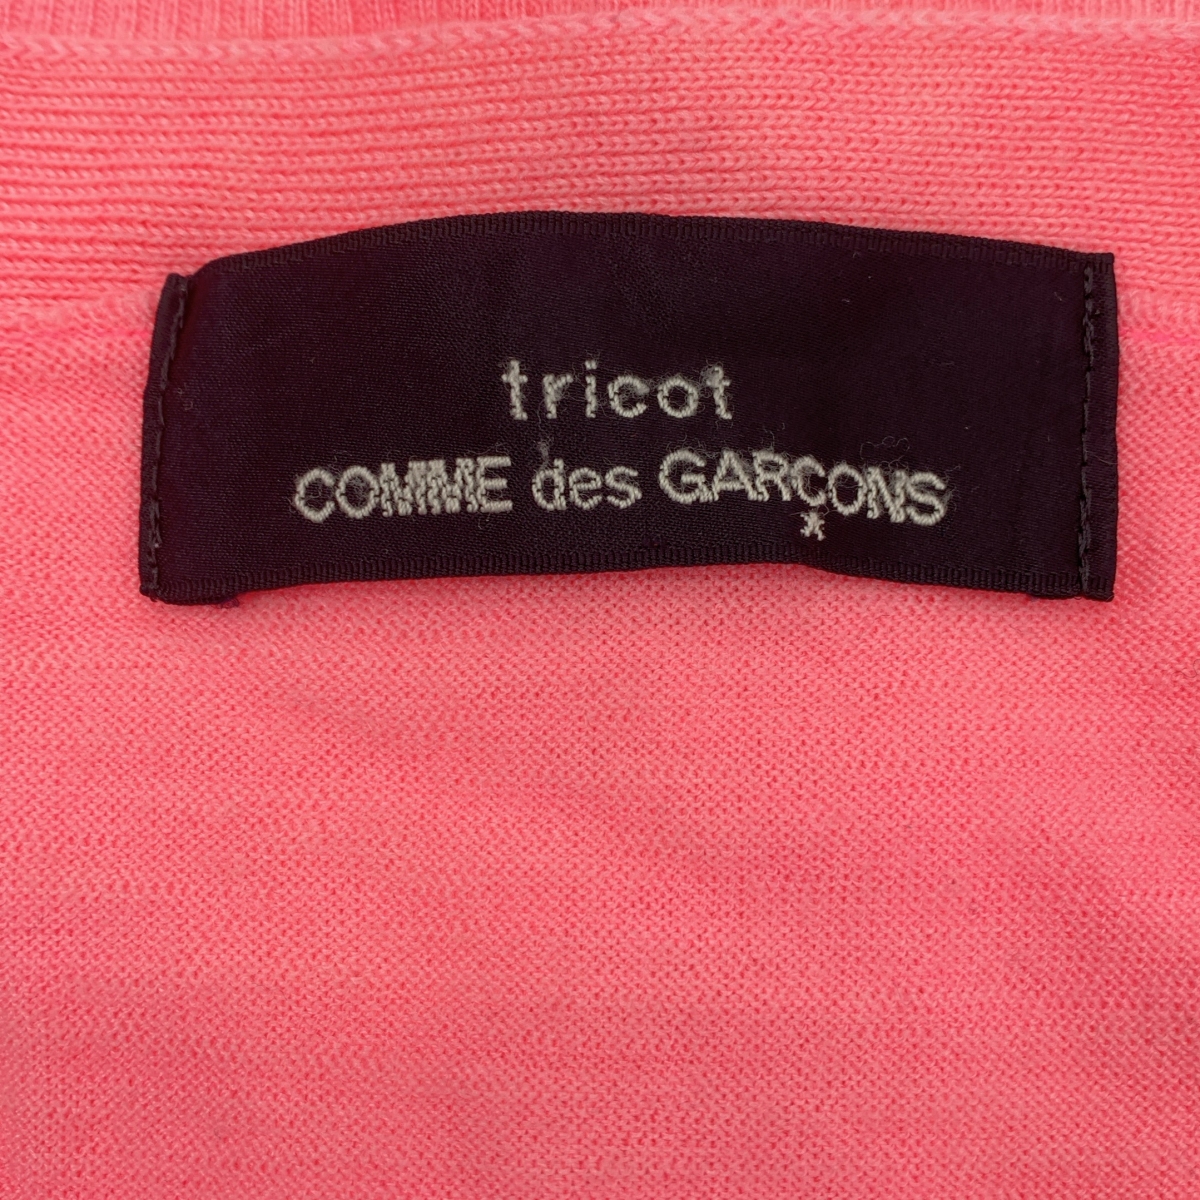 tricot
COMME des GARÇONS
*